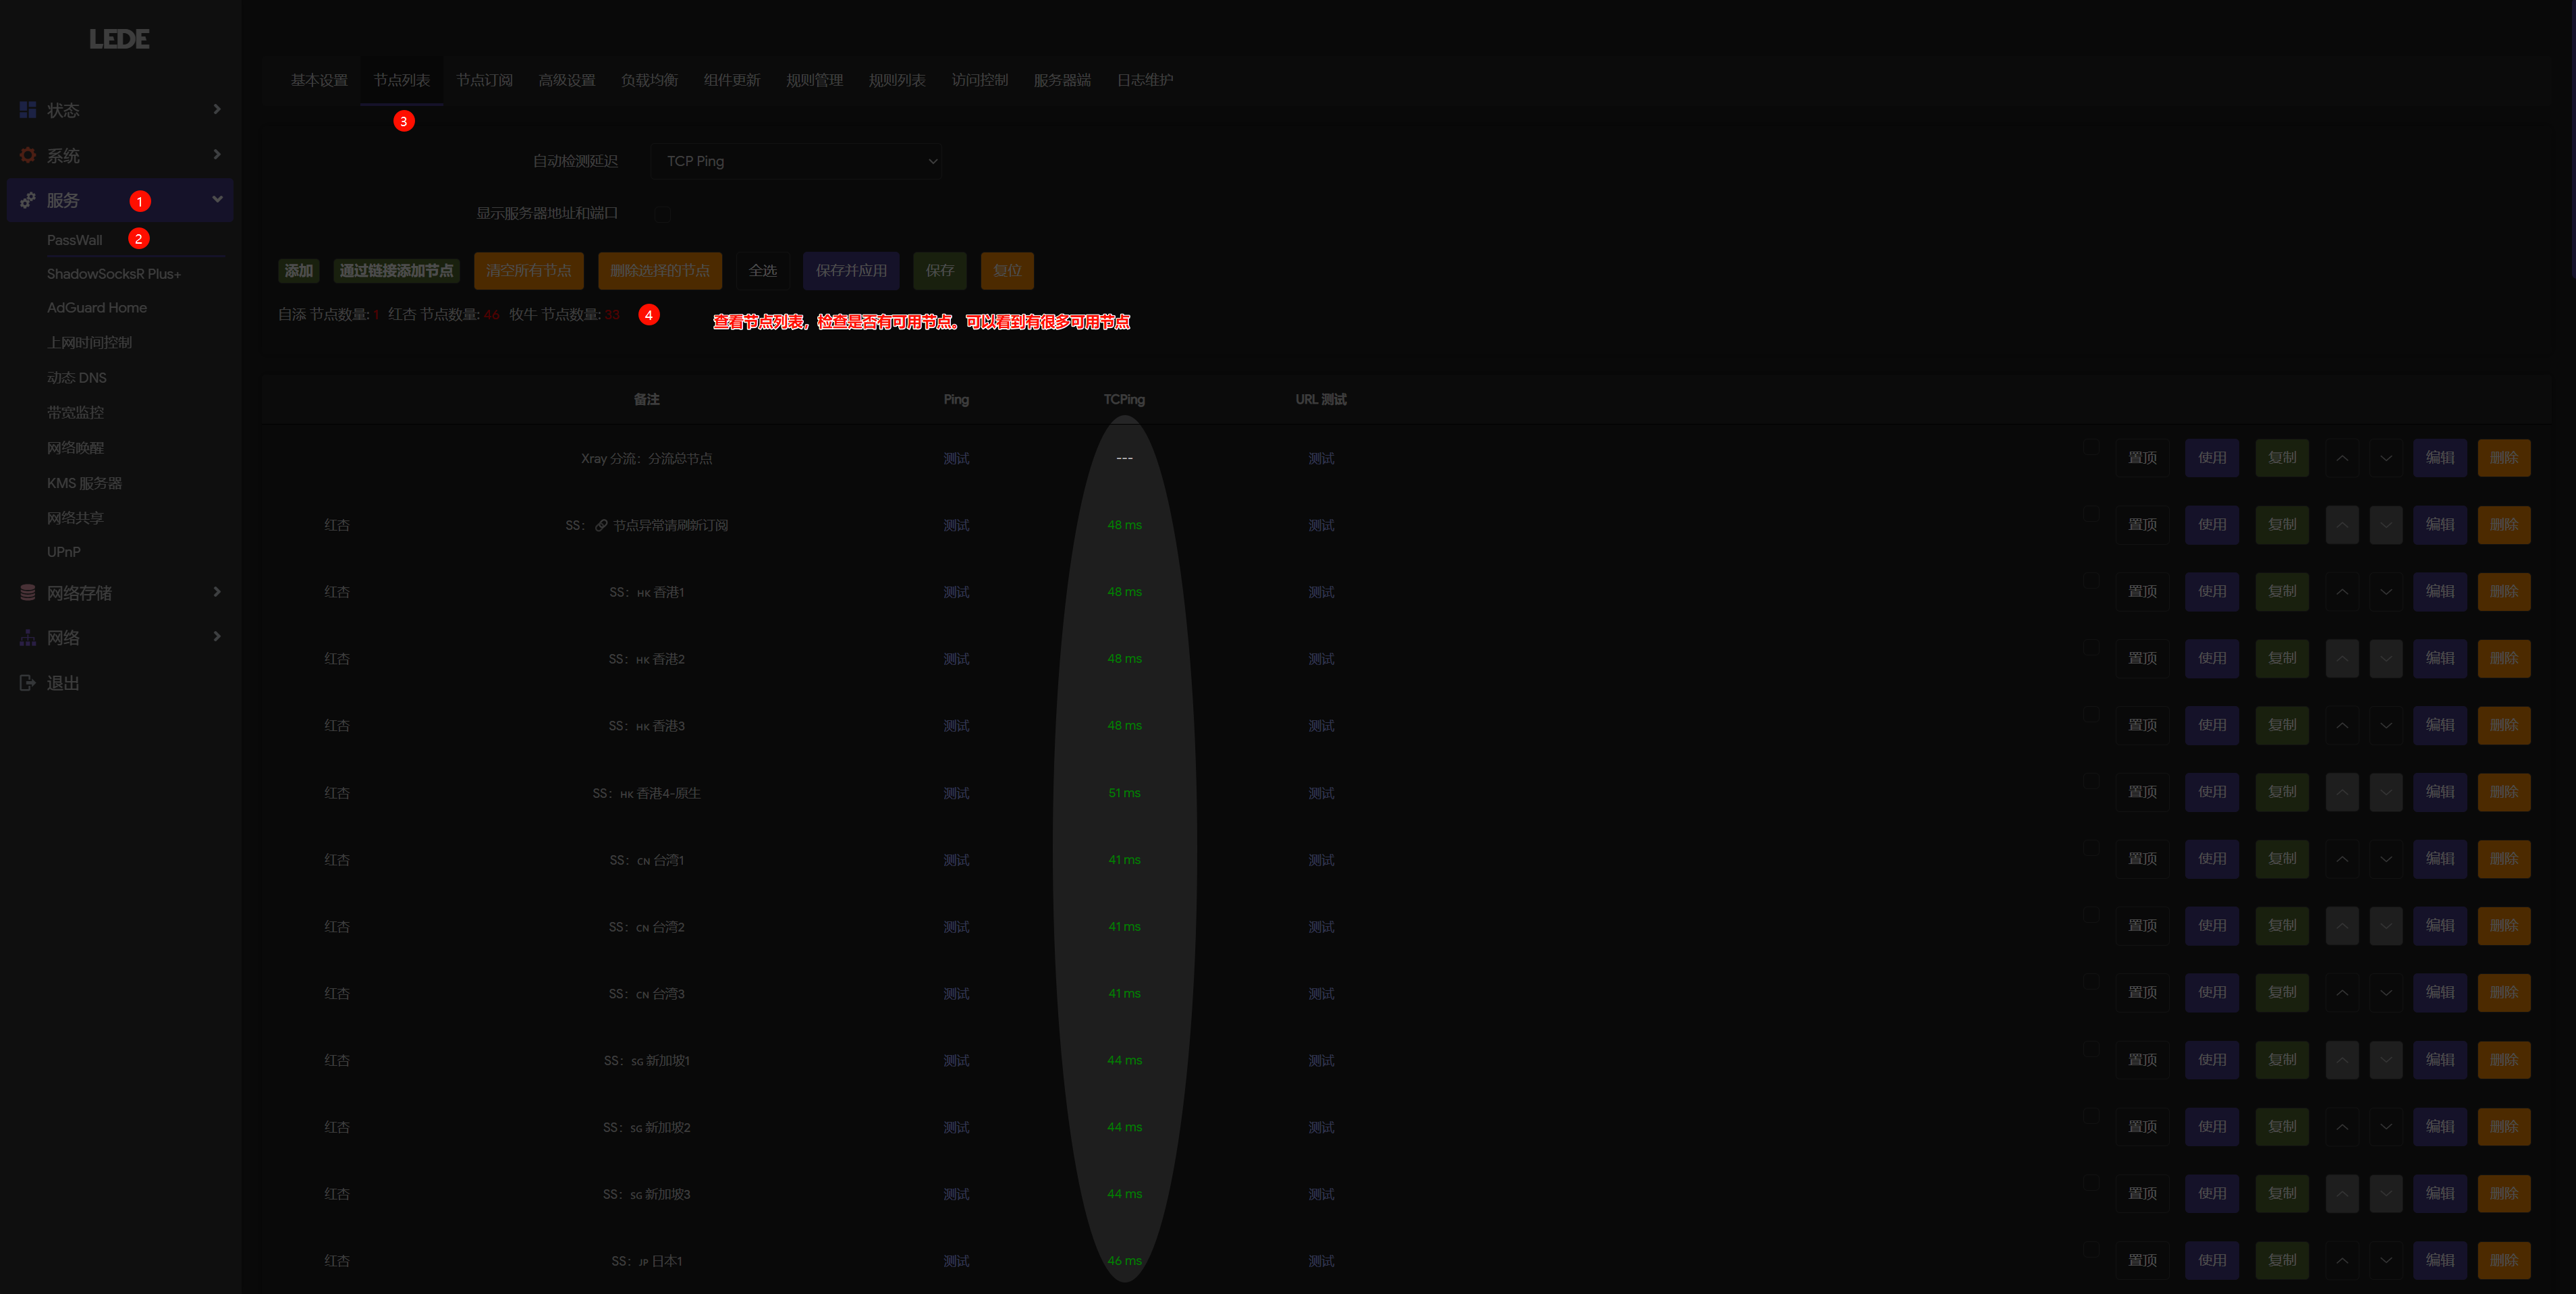 LEDE
状态
系统
服务
1
PassWall
2
ShadowSocksR Plus+
AdGuard Home
上网时间控制
动态 DNS
带宽监控
网络唤醒
KMS 服务器
网络共享
UPnP
网络存储
网络
退出
基本设置 节点列表 节点订阅 高级设置 负载均衡 组件更新 规则管理 规则列表 访问控制 服务器端 日志维护
3
自动检测延迟 TCP Ping
显示服务器地址和端口
添加 通过链接添加节点 清空所有节点 删除选择的节点 全选 保存并应用 保存 复位
自添 节点数量: 1 红杏 节点数量: 46 牧牛 节点数量: 33 4 查看节点列表，检查是否有可用节点。可以看到有很多可用节点
备注 Ping TCPing URL 测试
Xray 分流：分流总节点 测试 --- 测试 置顶 使用 复制 编辑 删除
红杏 SS：🔗 节点异常请刷新订阅 测试 48 ms 测试 置顶 使用 复制 编辑 删除
红杏 SS：HK 香港1 测试 48 ms 测试 置顶 使用 复制 编辑 删除
红杏 SS：HK 香港2 测试 48 ms 测试 置顶 使用 复制 编辑 删除
红杏 SS：HK 香港3 测试 48 ms 测试 置顶 使用 复制 编辑 删除
红杏 SS：HK 香港4-原生 测试 51 ms 测试 置顶 使用 复制 编辑 删除
红杏 SS：CN 台湾1 测试 41 ms 测试 置顶 使用 复制 编辑 删除
红杏 SS：CN 台湾2 测试 41 ms 测试 置顶 使用 复制 编辑 删除
红杏 SS：CN 台湾3 测试 41 ms 测试 置顶 使用 复制 编辑 删除
红杏 SS：SG 新加坡1 测试 44 ms 测试 置顶 使用 复制 编辑 删除
红杏 SS：SG 新加坡2 测试 44 ms 测试 置顶 使用 复制 编辑 删除
红杏 SS：SG 新加坡3 测试 44 ms 测试 置顶 使用 复制 编辑 删除
红杏 SS：JP 日本1 测试 46 ms 测试 置顶 使用 复制 编辑 删除